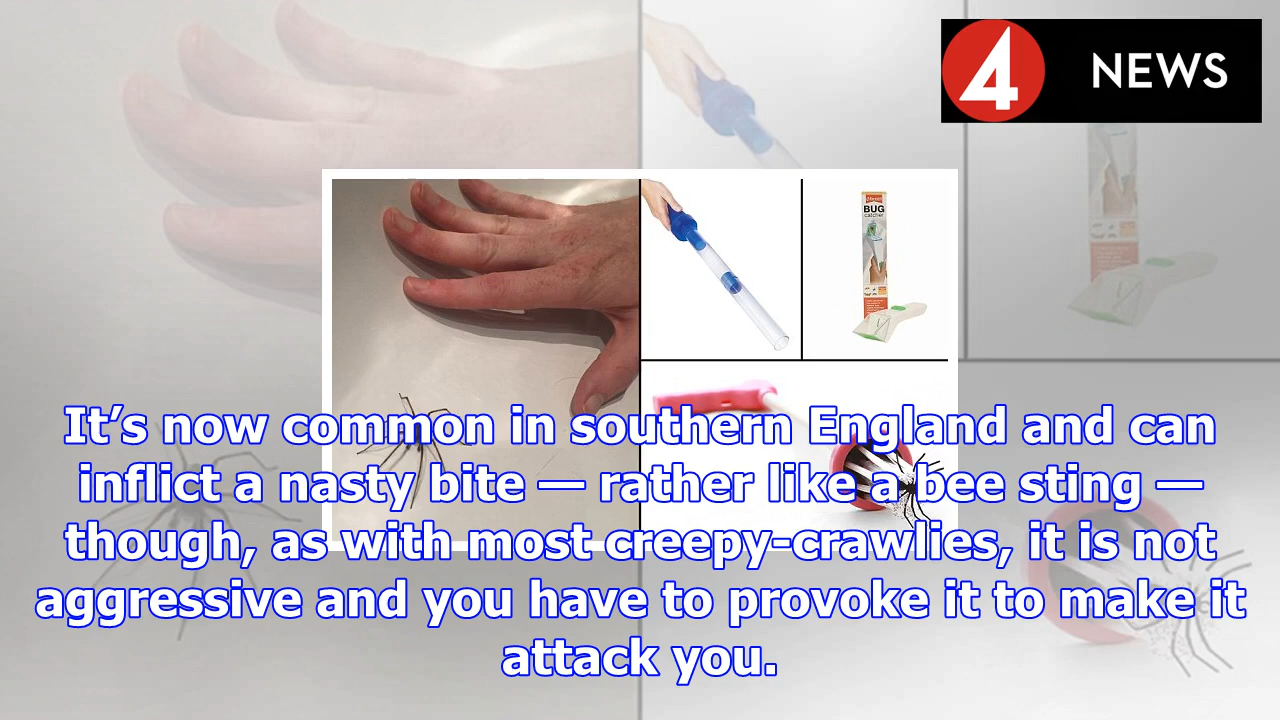 4 NEWS
BUG
catcher
It’s now common in southern England and can
inflict a nasty bite — rather like a bee sting —
though, as with most creepy-crawlies, it is not
aggressive and you have to provoke it to make it
attack you.